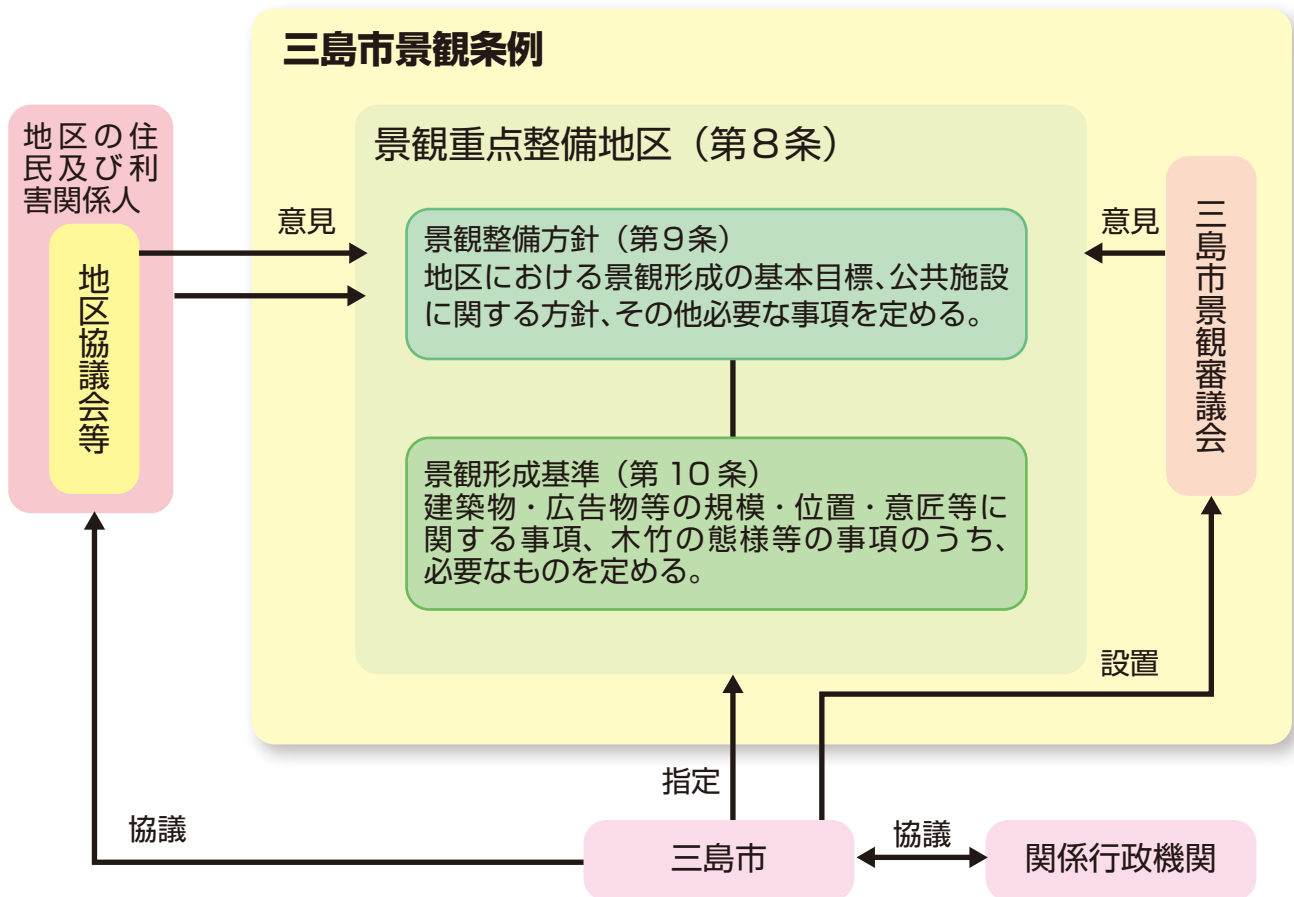 三島市景観条例
地区の住
民及び利
害関係人
地区協議会等
意見
景観重点整備地区（第８条）
景観整備方針（第９条）
地区における景観形成の基本目標、公共施設
に関する方針、その他必要な事項を定める。
景観形成基準（第 10 条）
建築物・広告物等の規模・位置・意匠等に
関する事項、木竹の態様等の事項のうち、
必要なものを定める。
意見
三島市景観審議会
設置
指定
協議
三島市
協議
関係行政機関